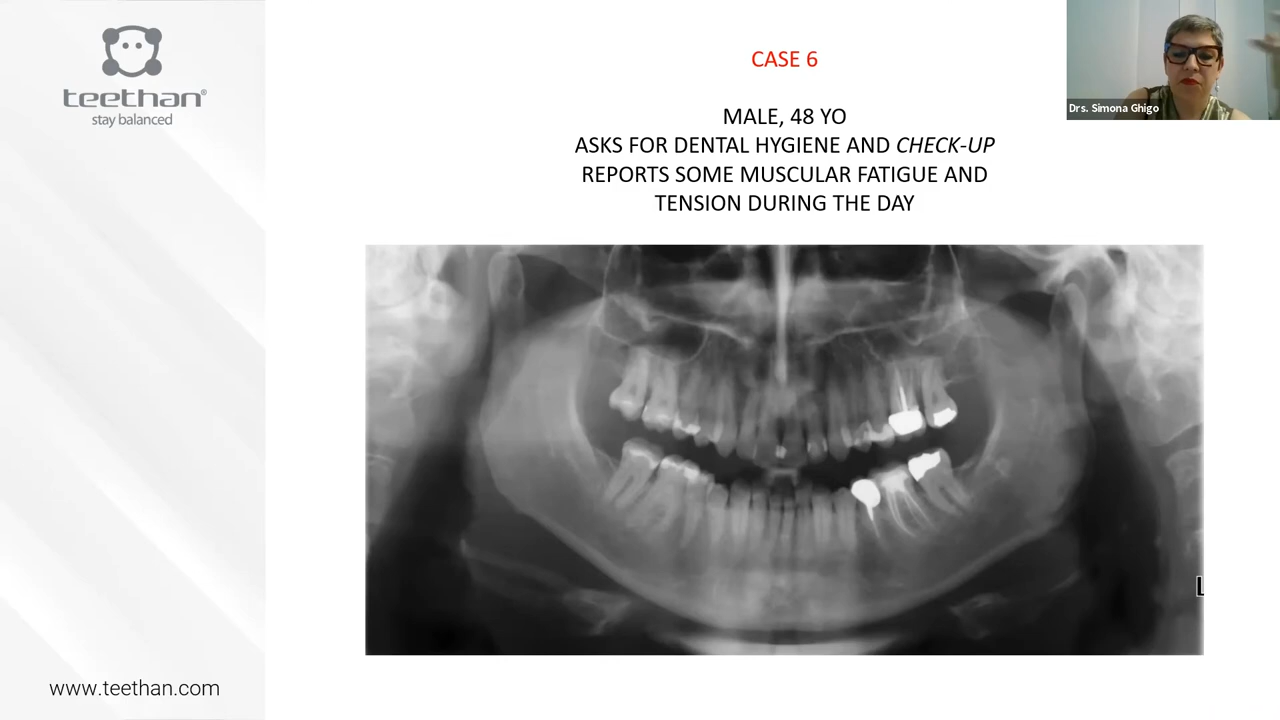 teethan®
stay balanced
CASE 6
MALE, 48 YO
ASKS FOR DENTAL HYGIENE AND CHECK-UP
REPORTS SOME MUSCULAR FATIGUE AND
TENSION DURING THE DAY
Drs. Simona Ghigo
L
www.teethan.com